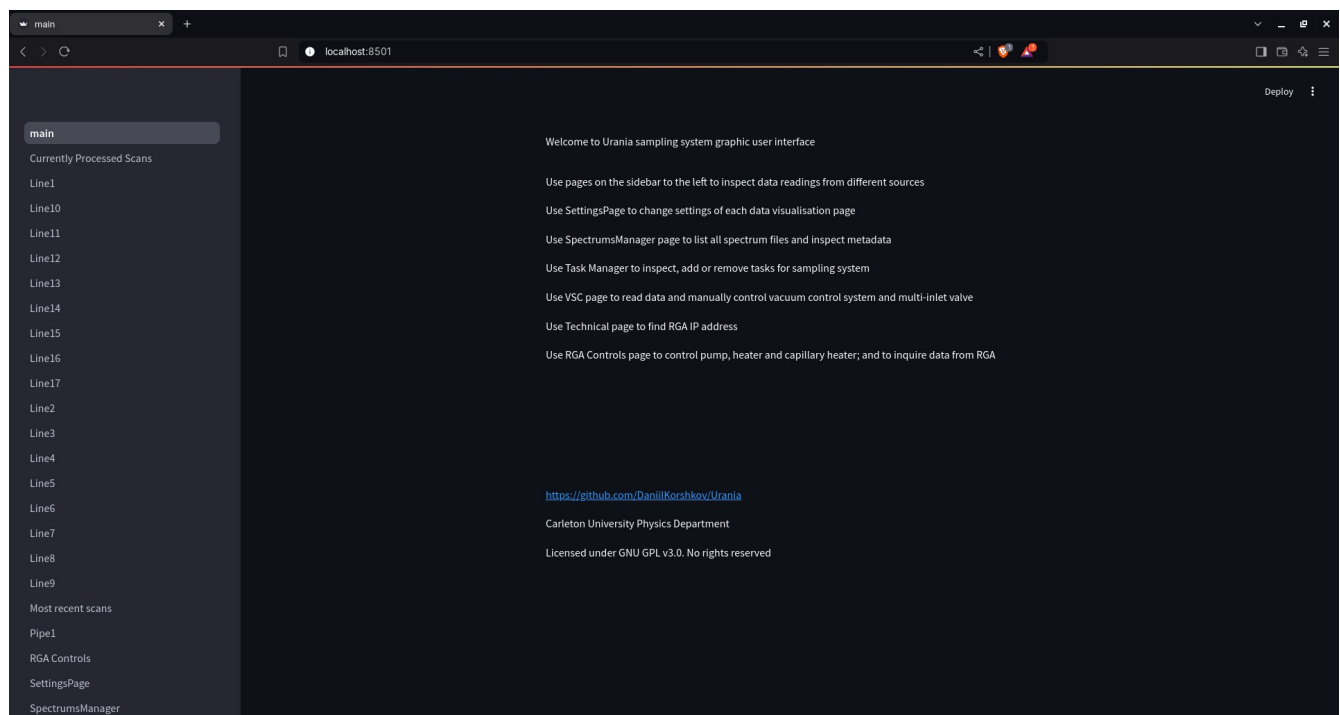 main
localhost:8501
Deploy
main
Currently Processed Scans
Line1
Line10
Line11
Line12
Line13
Line14
Line15
Line16
Line17
Line2
Line3
Line4
Line5
Line6
Line7
Line8
Line9
Most recent scans
Pipe1
RGA Controls
SettingsPage
SpectrumsManager
Welcome to Urania sampling system graphic user interface
Use pages on the sidebar to the left to inspect data readings from different sources
Use SettingsPage to change settings of each data visualisation page
Use SpectrumsManager page to list all spectrum files and inspect metadata
Use Task Manager to inspect, add or remove tasks for sampling system
Use VSC page to read data and manually control vacuum control system and multi-inlet valve
Use Technical page to find RGA IP address
Use RGA Controls page to control pump, heater and capillary heater; and to inquire data from RGA
https://github.com/DaniilKorshkov/Urania
Carleton University Physics Department
Licensed under GNU GPL v3.0. No rights reserved